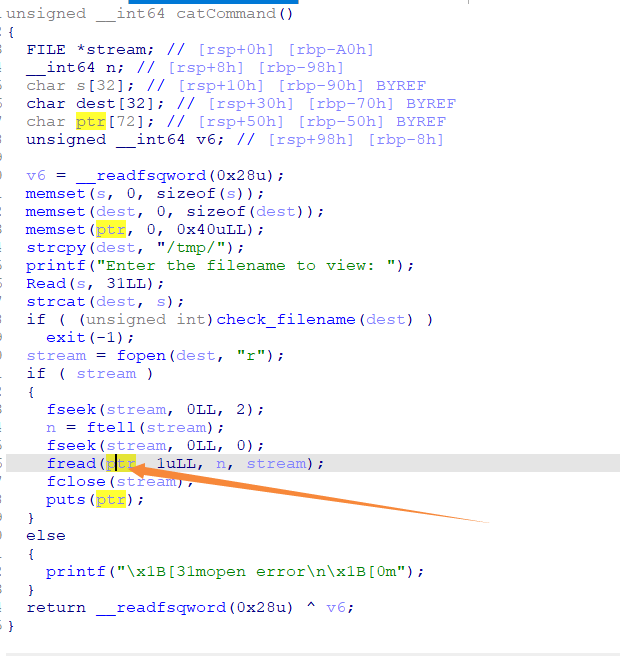 unsigned __int64 catCommand()
{
FILE *stream; // [rsp+0h] [rbp-A0h]
__int64 n; // [rsp+8h] [rbp-98h]
char s[32]; // [rsp+10h] [rbp-90h] BYREF
char dest[32]; // [rsp+30h] [rbp-70h] BYREF
char ptr[72]; // [rsp+50h] [rbp-50h] BYREF
unsigned __int64 v6; // [rsp+98h] [rbp-8h]
v6 = __readfsqword(0x28u);
memset(s, 0, sizeof(s));
memset(dest, 0, sizeof(dest));
memset(ptr, 0, 0x40uLL);
strcpy(dest, "/tmp/");
printf("Enter the filename to view: ");
Read(s, 31LL);
strcat(dest, s);
if ( (unsigned int)check_filename(dest) )
exit(-1);
stream = fopen(dest, "r");
if ( stream )
{
fseek(stream, 0LL, 2);
n = ftell(stream);
fseek(stream, 0LL, 0);
fread(ptr, 1uLL, n, stream);
fclose(stream);
puts(ptr);
}
else
{
printf("\x1B[31mopen error\n\x1B[0m");
}
return __readfsqword(0x28u) ^ v6;
}